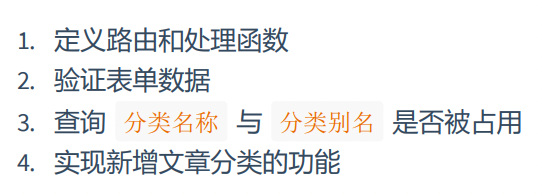 1. 定义路由和处理函数
2. 验证表单数据
3. 查询 分类名称 与 分类别名 是否被占用
4. 实现新增文章分类的功能